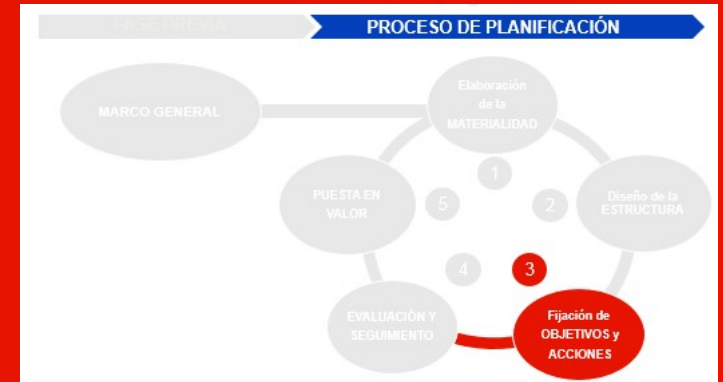 FASE PREVIA
PROCESO DE PLANIFICACIÓN
MARCO GENERAL
Elaboración
de la
MATERIALIDAD
1
PUESTA EN
VALOR
5
2
Diseño de la
ESTRUCTURA
4
3
EVALUACIÓN Y
SEGUIMIENTO
Fijación de
OBJETIVOS y
ACCIONES